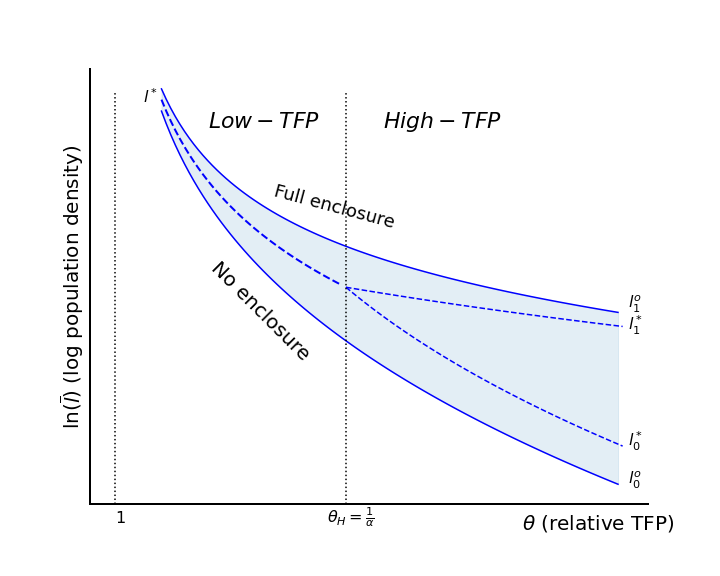 l*
Low − TFP
High − TFP
Full enclosure
No enclosure
ln(l̄) (log population density)
l₁ᵒ
l₁*
l₀*
l₀ᵒ
1
θ_H = 1/α
θ (relative TFP)